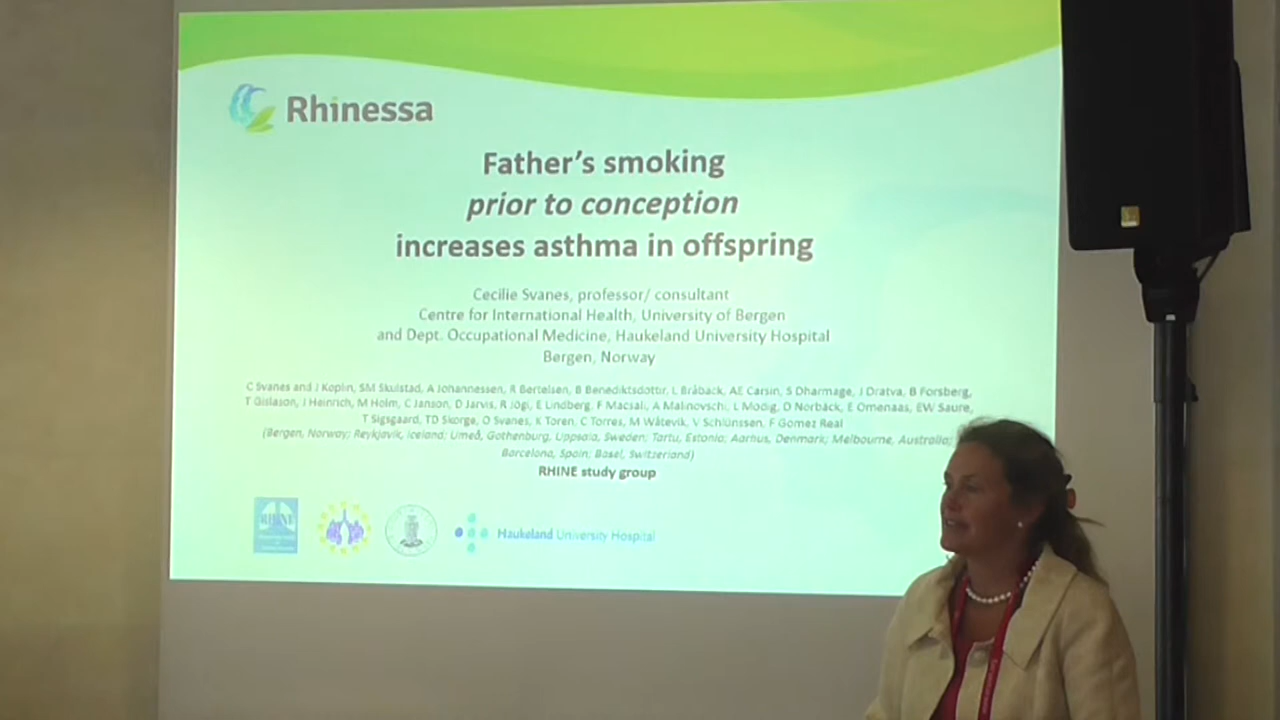 Rhinessa
Father's smoking
prior to conception
increases asthma in offspring
Cecilie Svanes, professor/ consultant
Centre for International Health, University of Bergen
and Dept. Occupational Medicine, Haukeland University Hospital
Bergen, Norway
C Svanes and J Koplin, SM Skulstad, A Johannessen, R Bertelsen, B Benediktsdottir, L Bråbäck, AE Carsin, S Dharmage, J Dratva, B Forsberg,
T Gislason, J Heinrich, M Holm, C Janson, D Jarvis, R Jögi, E Lindberg, F Macsali, A Malinovschi, L Modig, D Norbäck, E Omenaas, EW Saure,
T Sigsgaard, TD Skorge, O Svanes, K Toren, C Torres, M Wåtevik, V Schlünssen, F Gomez Real
(Bergen, Norway; Reykjavik, Iceland; Umeå, Gothenburg, Uppsala, Sweden; Tartu, Estonia; Aarhus, Denmark; Melbourne, Australia;
Barcelona, Spain; Basel, Switzerland)
RHINE study group
RHINE
Haukeland University Hospital